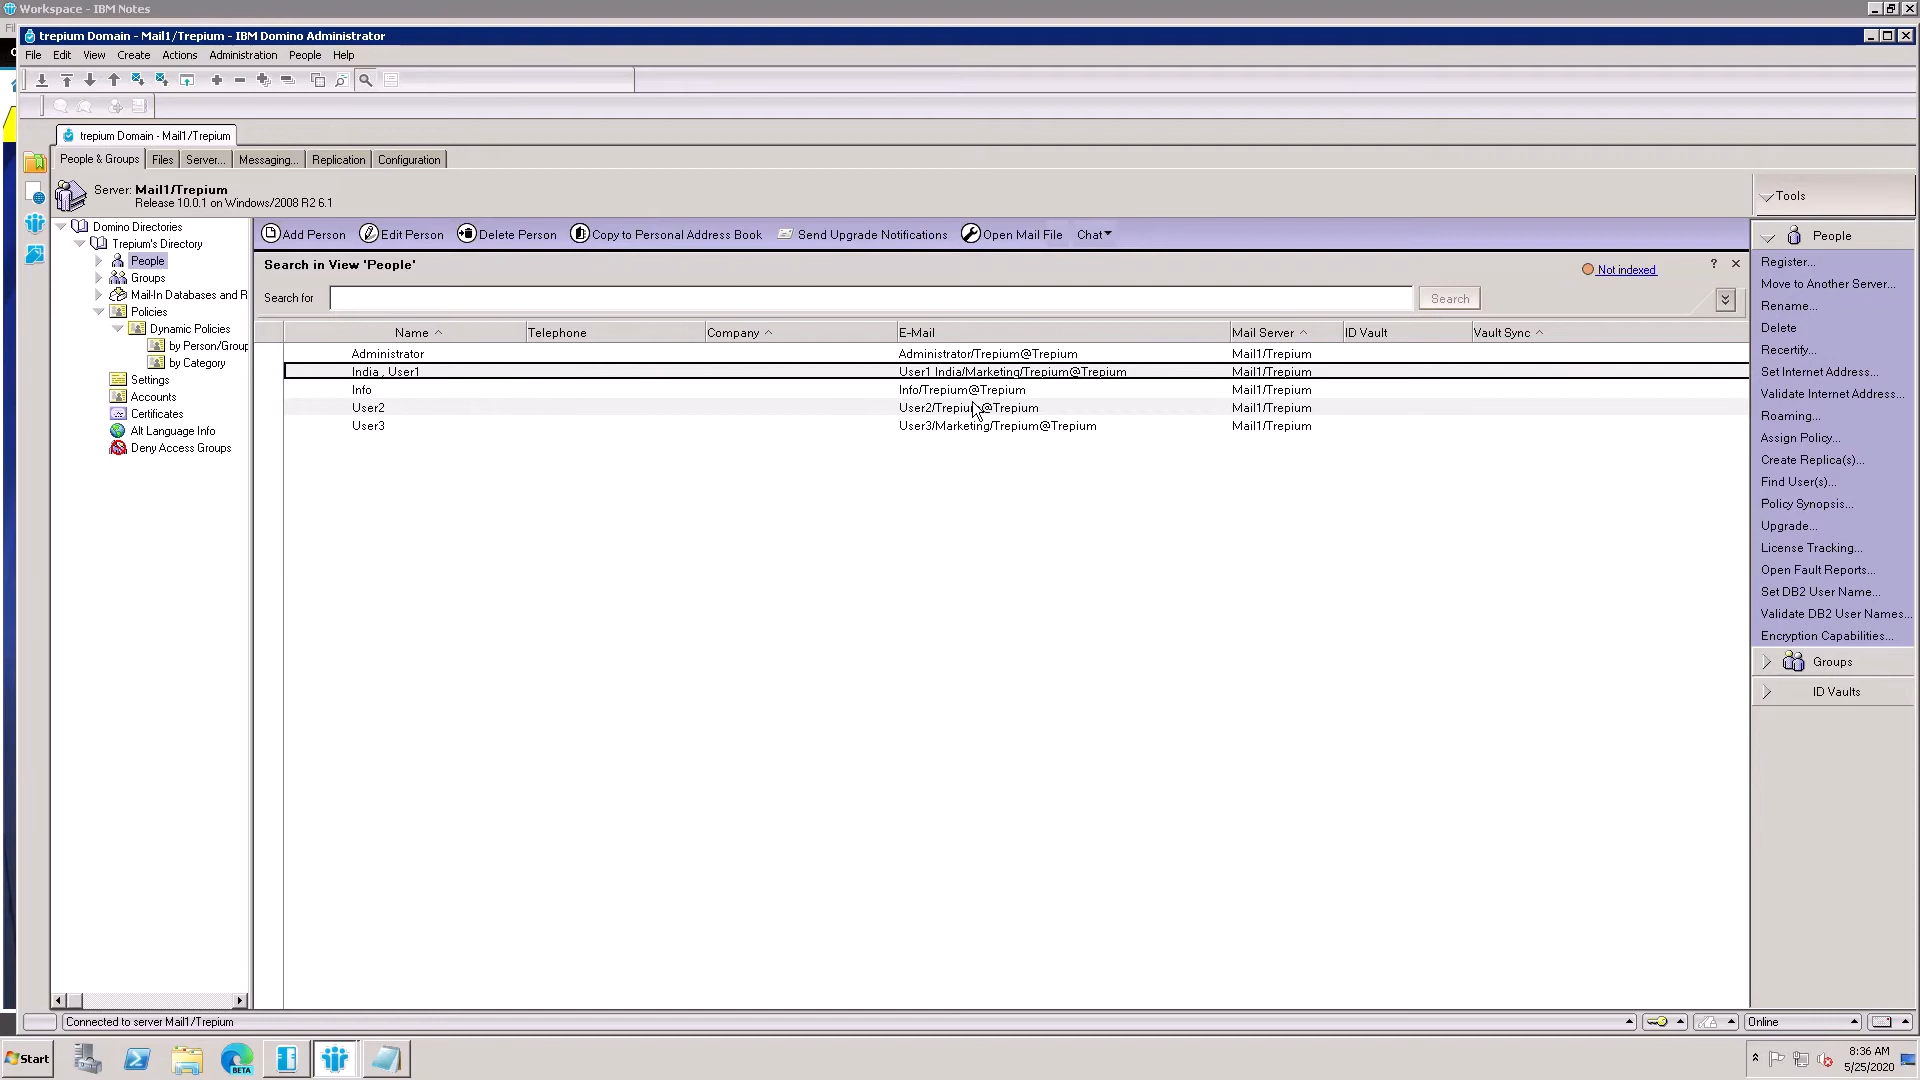 Workspace - IBM Notes
trepium Domain - Mail1/Trepium - IBM Domino Administrator
File Edit View Create Actions Administration People Help
trepium Domain - Mail1/Trepium
People & Groups Files Server... Messaging... Replication Configuration
Server: Mail1/Trepium
Release 10.0.1 on Windows/2008 R2 6.1
Tools
Domino Directories
Trepium's Directory
People
Groups
Mail-In Databases and R
Policies
Dynamic Policies
by Person/Group
by Category
Settings
Accounts
Certificates
Alt Language Info
Deny Access Groups
Add Person Edit Person Delete Person Copy to Personal Address Book Send Upgrade Notifications Open Mail File Chat
Search in View 'People'
Not indexed ?
Search for Search
Name Telephone Company E-Mail Mail Server ID Vault Vault Sync
Administrator Administrator/Trepium@Trepium Mail1/Trepium
India , User1 User1 India/Marketing/Trepium@Trepium Mail1/Trepium
Info Info/Trepium@Trepium Mail1/Trepium
User2 User2/Trepium@Trepium Mail1/Trepium
User3 User3/Marketing/Trepium@Trepium Mail1/Trepium
People
Register...
Move to Another Server...
Rename...
Delete
Recertify...
Set Internet Address...
Validate Internet Address...
Roaming...
Assign Policy...
Create Replica(s)...
Find User(s)...
Policy Synopsis...
Upgrade...
License Tracking...
Open Fault Reports...
Set DB2 User Name...
Validate DB2 User Names...
Encryption Capabilities...
Groups
ID Vaults
Connected to server Mail1/Trepium
Online
Start
BETA
8:36 AM
5/25/2020